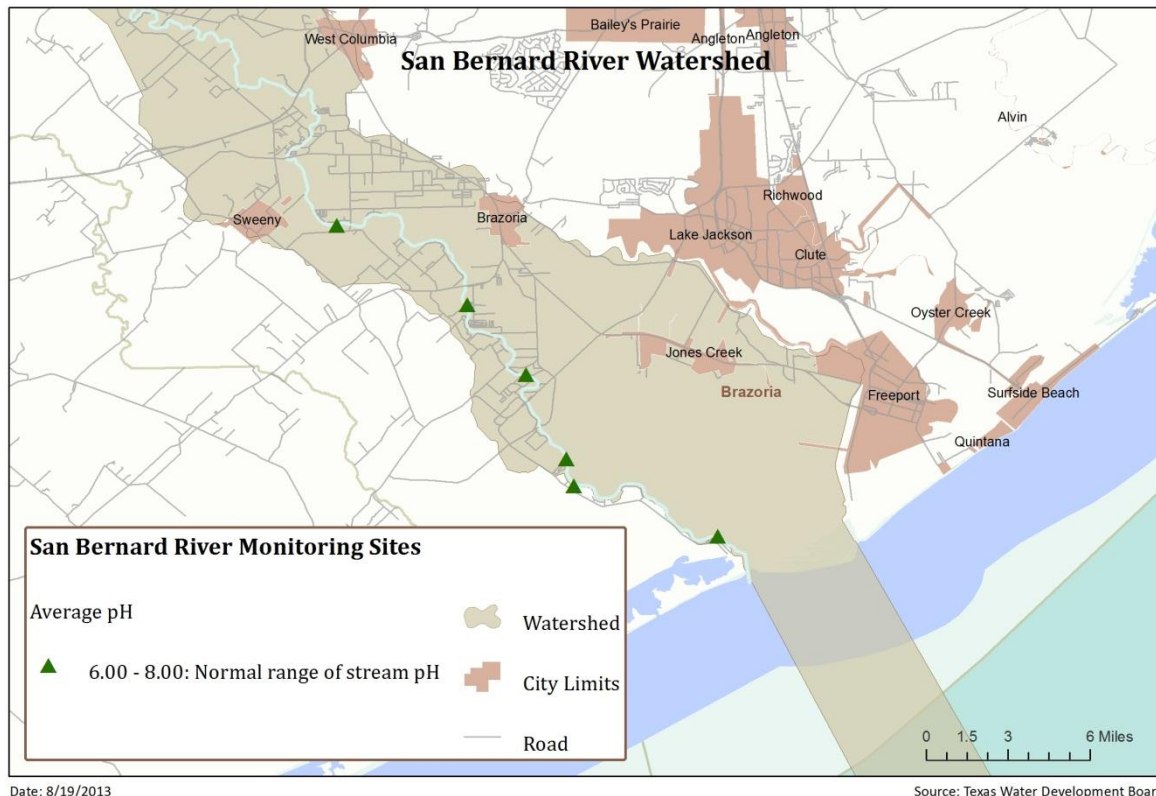 Bailey's Prairie
West Columbia
Angleton
Angleton
San Bernard River Watershed
Alvin
Richwood
Sweeny
Brazoria
Lake Jackson
Clute
Oyster Creek
Jones Creek
Brazoria
Freeport
Surfside Beach
Quintana
San Bernard River Monitoring Sites
Average pH
6.00 - 8.00: Normal range of stream pH
Watershed
City Limits
Road
0 1.5 3 6 Miles
Date: 8/19/2013
Source: Texas Water Development Boar